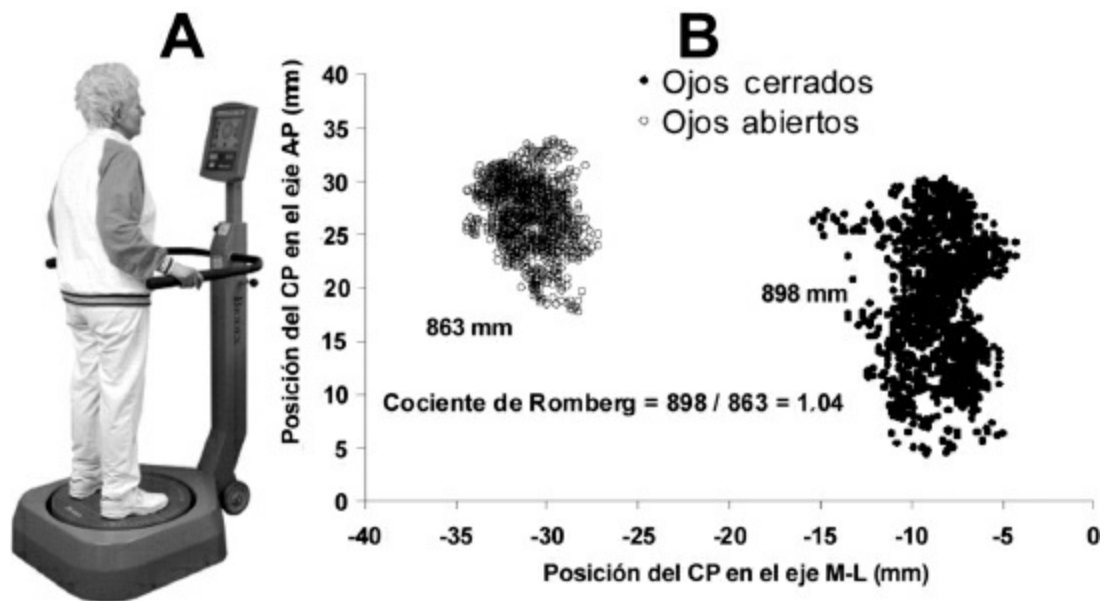 A
B
Posición del CP en el eje AP (mm)
40
35
30
25
20
15
10
5
0
Ojos cerrados
Ojos abiertos
863 mm
898 mm
Cociente de Romberg = 898 / 863 = 1.04
-40
-35
-30
-25
-20
-15
-10
-5
0
Posición del CP en el eje M-L (mm)